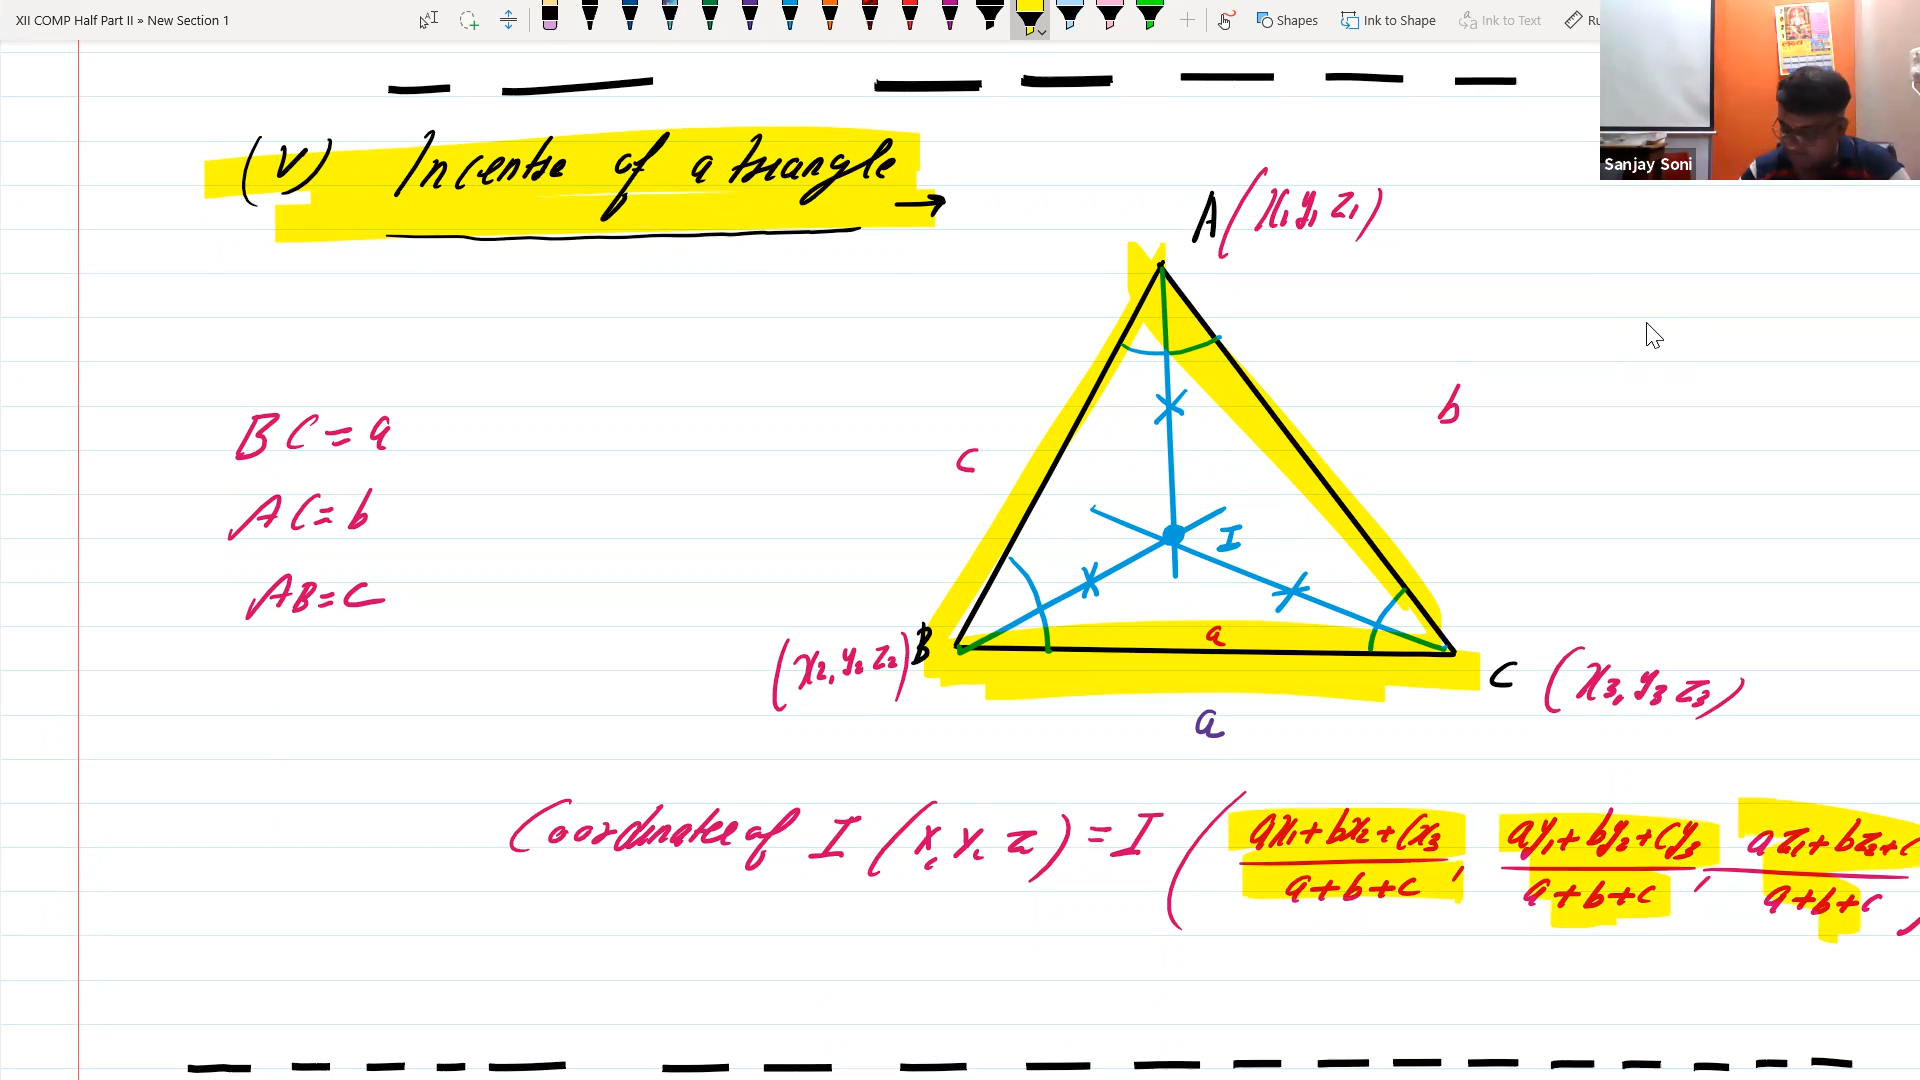 XII COMP Half Part II » New Section 1
Shapes Ink to Shape Ink to Text Ru
Sanjay Soni
(V) Incentre of a triangle →
A (x₁ y₁ z₁)
b
BC = a
c
AC = b
I
AB = c
a
(x₂, y₂ z₂) B
C (x₃, y₃ z₃)
a
Coordinates of I (x, y, z) = I ( ax₁ + bx₂ + cx₃ / a + b + c , ay₁ + by₂ + cy₃ / a + b + c , az₁ + bz₂ + c / a + b + c )